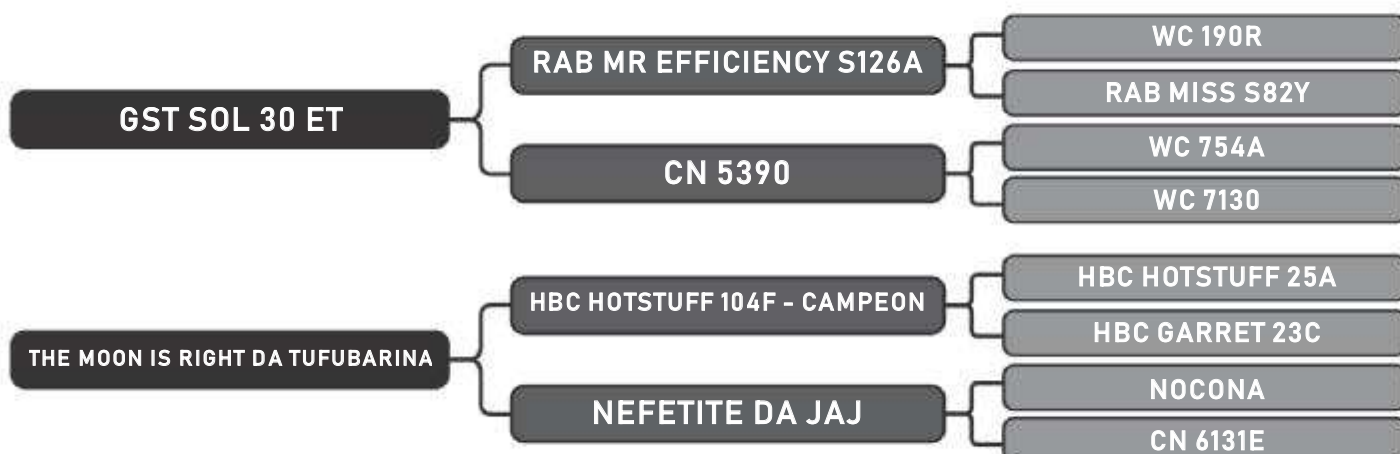 GST SOL 30 ET
RAB MR EFFICIENCY S126A
CN 5390
WC 190R
RAB MISS S82Y
WC 754A
WC 7130
THE MOON IS RIGHT DA TUFUBARINA
HBC HOTSTUFF 104F - CAMPEON
NEFETITE DA JAJ
HBC HOTSTUFF 25A
HBC GARRET 23C
NOCONA
CN 6131E